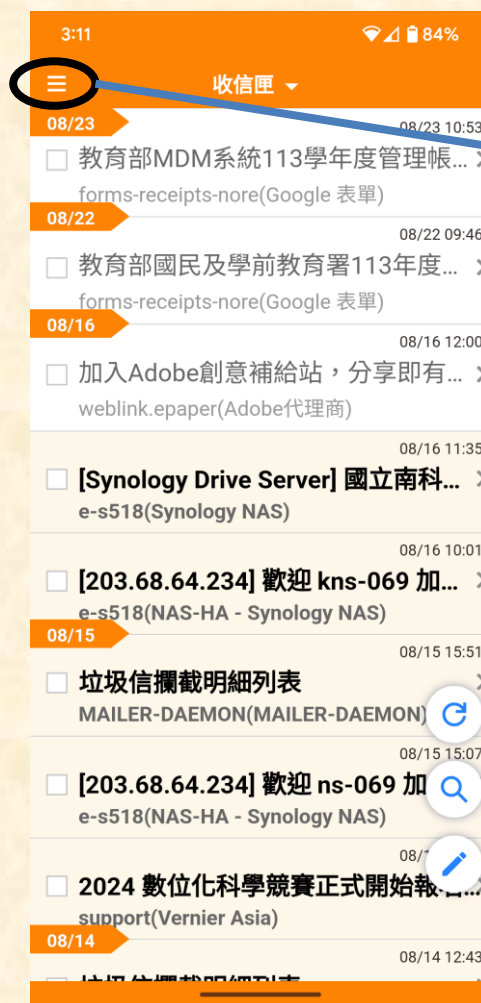 3:11 84%
收信匣
08/23
08/23 10:53
教育部MDM系統113學年度管理帳...
forms-receipts-nore(Google 表單)
08/22
08/22 09:46
教育部國民及學前教育署113年度...
forms-receipts-nore(Google 表單)
08/16
08/16 12:00
加入Adobe創意補給站，分享即有...
weblink.epaper(Adobe代理商)
08/16 11:35
[Synology Drive Server] 國立南科...
e-s518(Synology NAS)
08/16 10:01
[203.68.64.234] 歡迎 kns-069 加...
e-s518(NAS-HA - Synology NAS)
08/15
08/15 15:51
垃圾信攔截明細列表
MAILER-DAEMON(MAILER-DAEMON)
08/15 15:07
[203.68.64.234] 歡迎 ns-069 加
e-s518(NAS-HA - Synology NAS)
08/
2024 數位化科學競賽正式開始報名...
support(Vernier Asia)
08/14
08/14 12:43